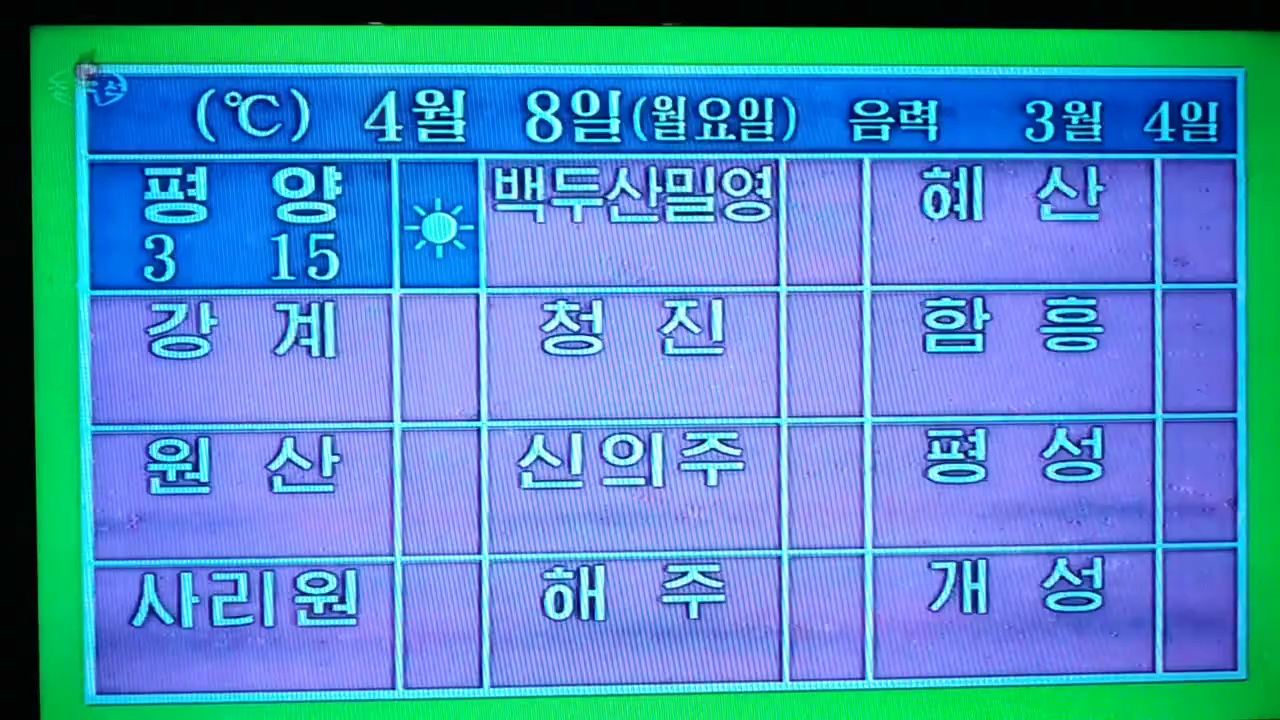 (℃) 4월 8일(월요일) 음력 3월 4일
평양 백두산밀영 혜산
3 15
강계 청진 함흥
원산 신의주 평성
사리원 해주 개성